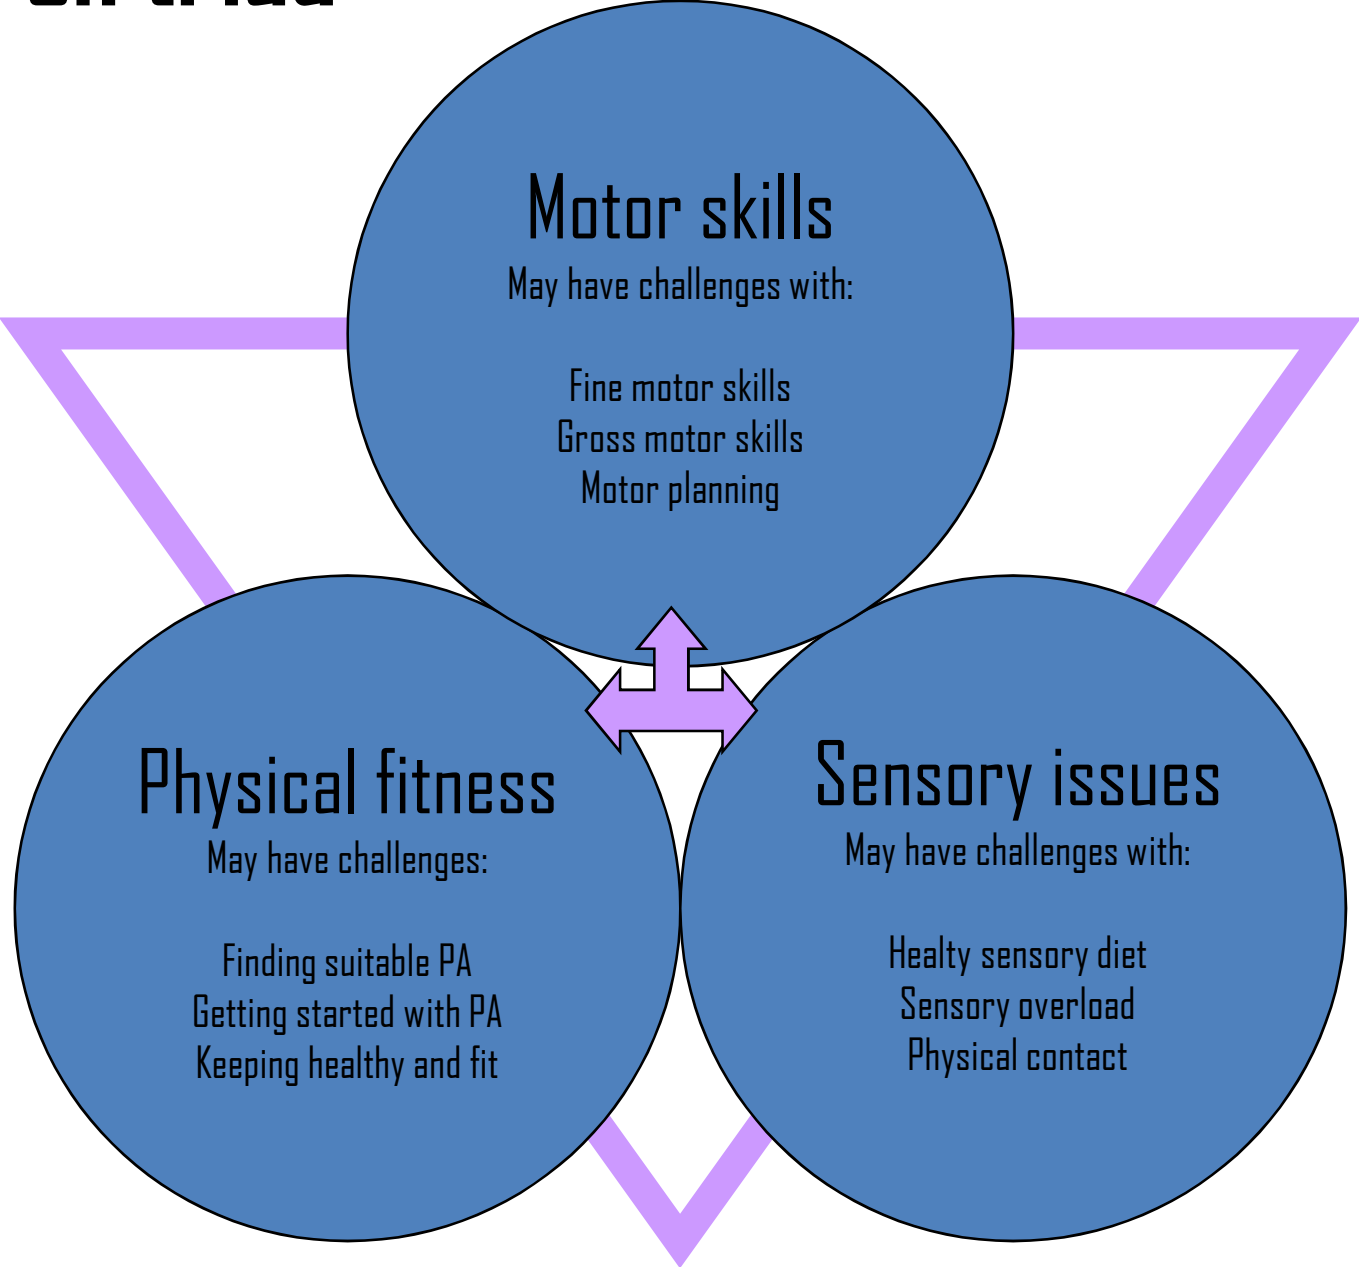 triad
Motor skills
May have challenges with:
Fine motor skills
Gross motor skills
Motor planning
Physical fitness
May have challenges:
Finding suitable PA
Getting started with PA
Keeping healthy and fit
Sensory issues
May have challenges with:
Healty sensory diet
Sensory overload
Physical contact